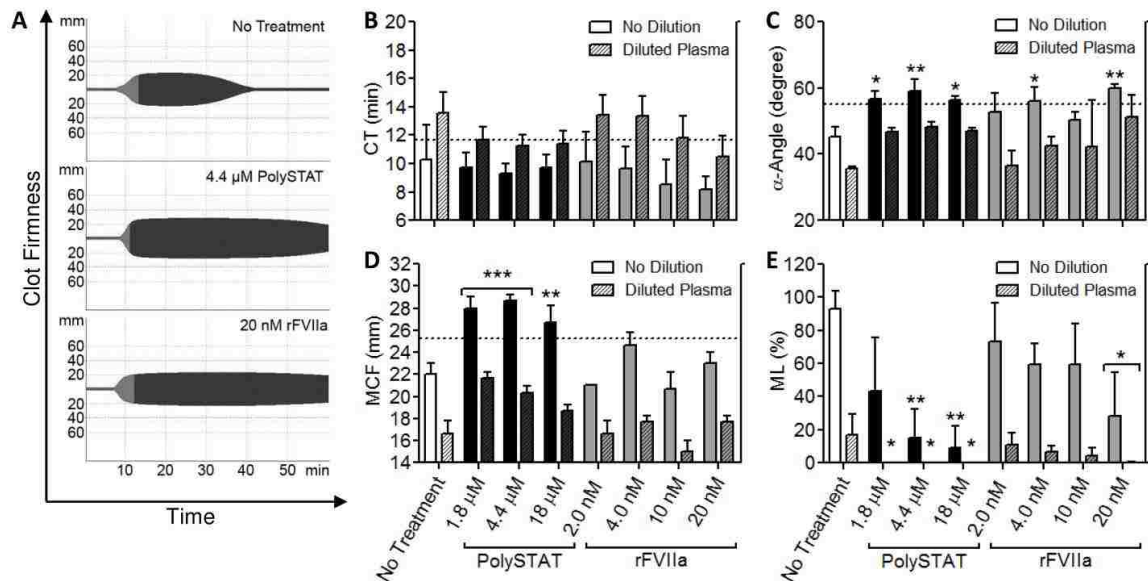 A
mm
No Treatment
60
40
20
20
40
60
mm
4.4 µM PolySTAT
60
40
20
20
40
60
mm
20 nM rFVIIa
60
40
20
20
40
60
10 20 30 40 50 min
Clot Firmness
Time
B
No Dilution
Diluted Plasma
CT (min)
20
18
16
14
12
10
8
6
C
No Dilution
Diluted Plasma
α-Angle (degree)
80
60
40
20
* ** * * **
D
No Dilution
Diluted Plasma
MCF (mm)
32
30
28
26
24
22
20
18
16
14
*** **
No Treatment
1.8 µM
4.4 µM
18 µM
2.0 nM
4.0 nM
10 nM
20 nM
PolySTAT
rFVIIa
E
No Dilution
Diluted Plasma
ML (%)
120
100
80
60
40
20
0
* ** * ** * *
No Treatment
1.8 µM
4.4 µM
18 µM
2.0 nM
4.0 nM
10 nM
20 nM
PolySTAT
rFVIIa